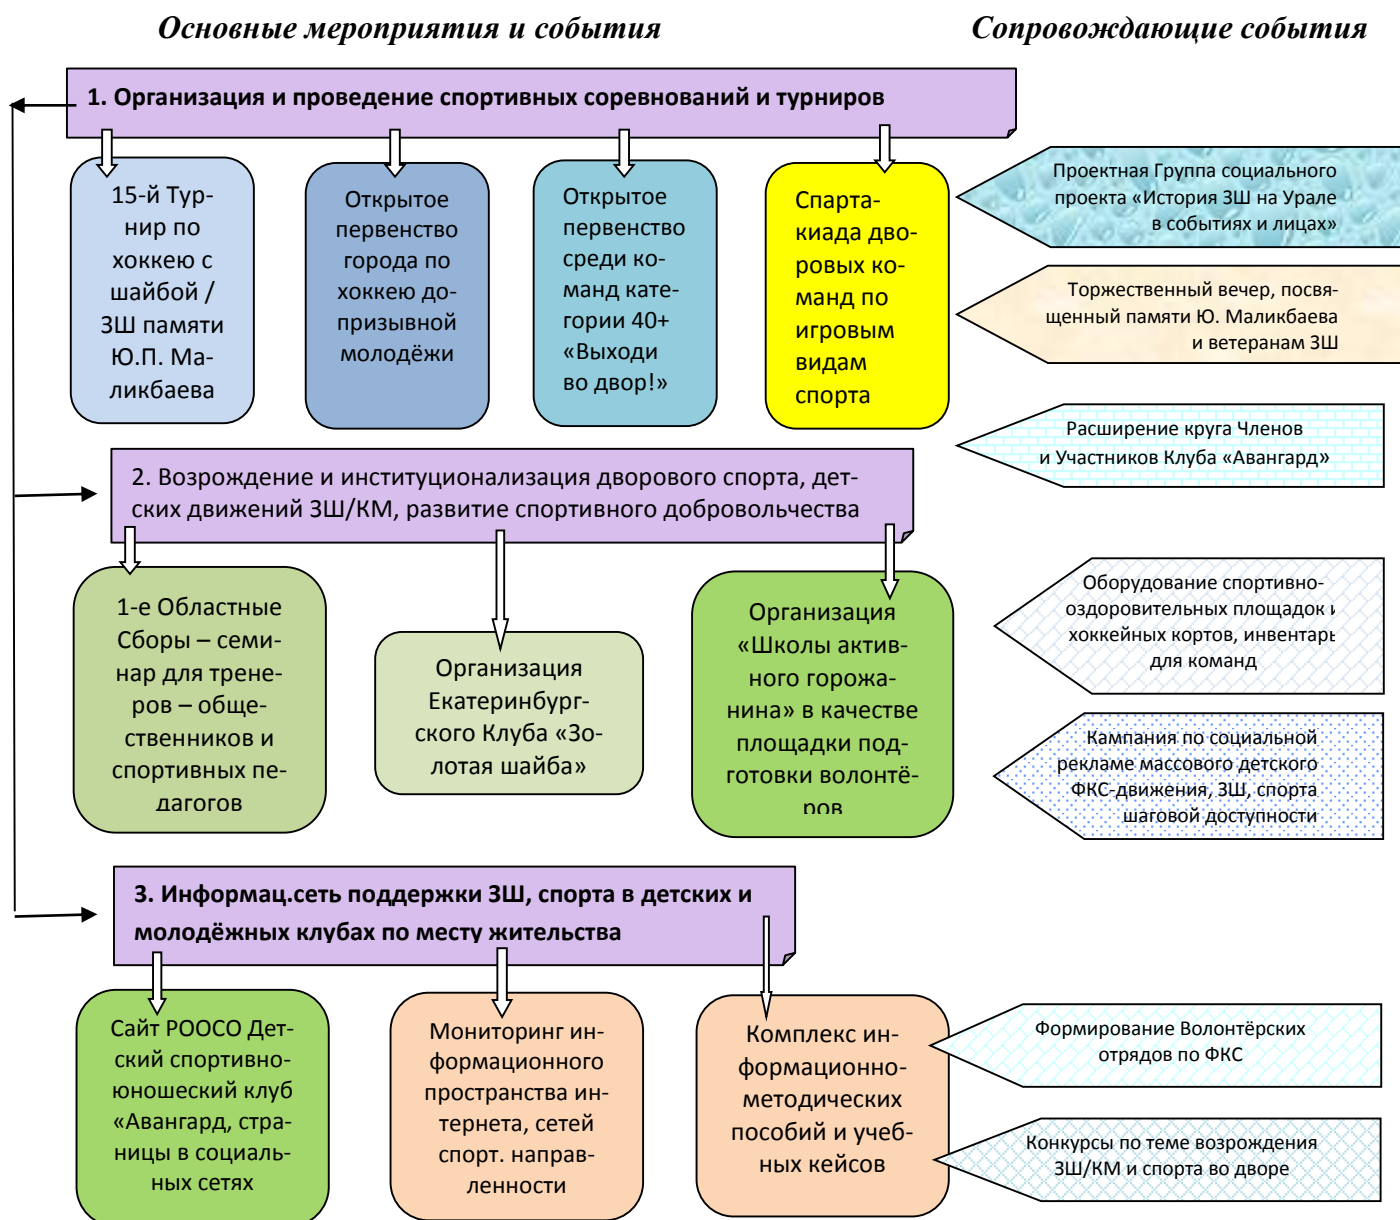 Основные мероприятия и события
Сопровождающие события
1. Организация и проведение спортивных соревнований и турниров
15-й Тур-
нир по
хоккею с
шайбой /
ЗШ памяти
Ю.П. Ма-
ликбаева
Открытое
первенство
города по
хоккею до-
призывной
молодёжи
Открытое
первенство
среди ко-
манд кате-
гории 40+
«Выходи
во двор!»
Спарта-
киада дво-
ровых ко-
манд по
игровым
видам
спорта
Проектная Группа социального
проекта «История ЗШ на Урале
в событиях и лицах»
Торжественный вечер, посвя-
щенный памяти Ю. Маликбаева
и ветеранам ЗШ
Расширение круга Членов
и Участников Клуба «Авангард»
2. Возрождение и институционализация дворового спорта, дет-
ских движений ЗШ/КМ, развитие спортивного добровольчества
1-е Областные
Сборы – семи-
нар для трене-
ров – обще-
ственников и
спортивных пе-
дагогов
Организация
Екатеринбург-
ского Клуба «Зо-
лотая шайба»
Организация
«Школы актив-
ного горожа-
нина» в качестве
площадки под-
готовки волонтё-
ров
Оборудование спортивно-
оздоровительных площадок и
хоккейных кортов, инвентарь
для команд
Кампания по социальной
рекламе массового детского
ФКС-движения, ЗШ, спорта
шаговой доступности
3. Информац.сеть поддержки ЗШ, спорта в детских и
молодёжных клубах по месту жительства
Сайт РООСО Дет-
ский спортивно-
юношеский клуб
«Авангард, стра-
ницы в социаль-
ных сетях
Мониторинг ин-
формационного
пространства ин-
тернета, сетей
спорт. направ-
ленности
Комплекс ин-
формационно-
методических
пособий и учеб-
ных кейсов
Формирование Волонтёрских
отрядов по ФКС
Конкурсы по теме возрождения
ЗШ/КМ и спорта во дворе